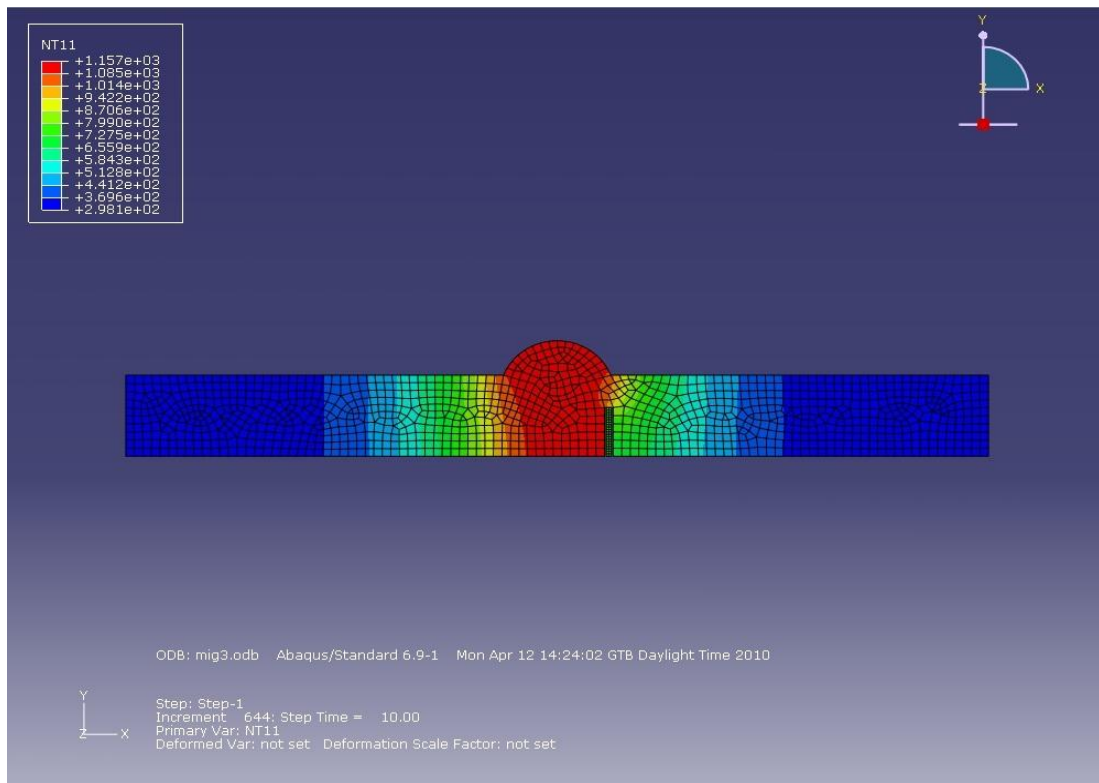 NT11
+1.157e+03
+1.085e+03
+1.014e+03
+9.422e+02
+8.706e+02
+7.990e+02
+7.275e+02
+6.559e+02
+5.843e+02
+5.128e+02
+4.412e+02
+3.696e+02
+2.981e+02
Y
Z X
ODB: mig3.odb Abaqus/Standard 6.9-1 Mon Apr 12 14:24:02 GTB Daylight Time 2010
Y
Z X
Step: Step-1
Increment 644: Step Time = 10.00
Primary Var: NT11
Deformed Var: not set Deformation Scale Factor: not set